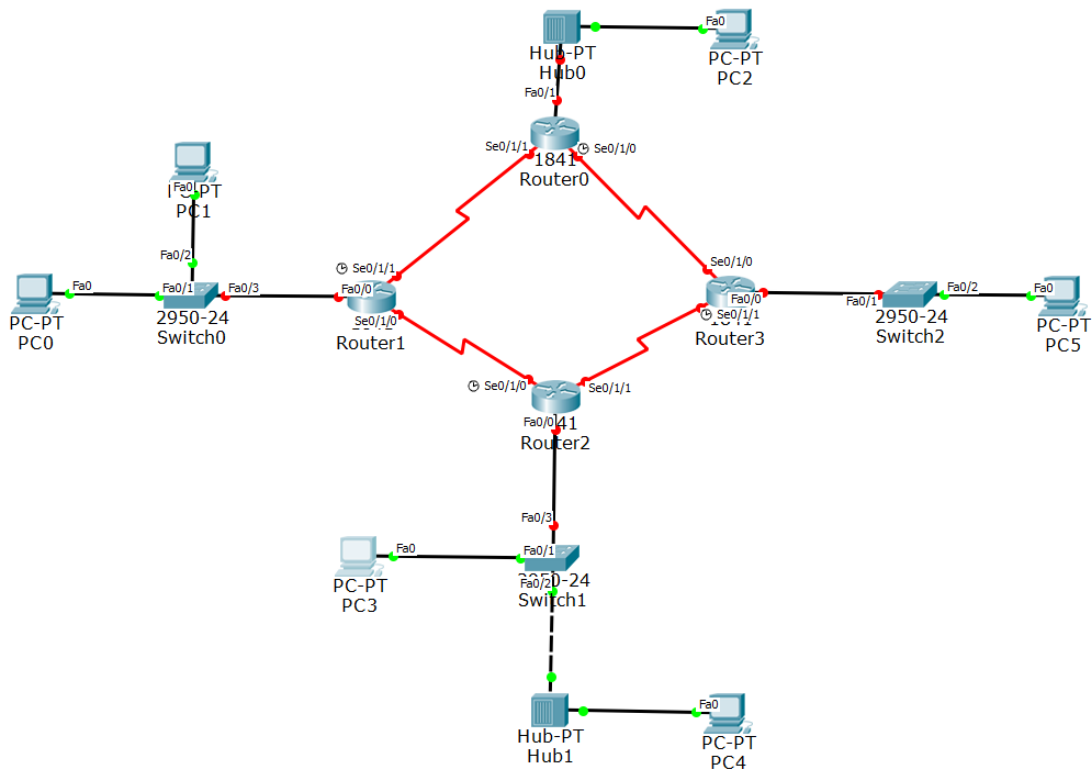 Fa0
Hub-PT
Hub0
PC-PT
PC2
Fa0/1
Se0/1/1
Se0/1/0
1841
Router0
Fa0
PC1
Fa0/2
Fa0
Fa0/1
Fa0/3
PC-PT
PC0
2950-24
Switch0
Se0/1/1
Fa0/0
Se0/1/0
Router1
Se0/1/0
Fa0/0
Se0/1/1
Router3
Fa0/1
Fa0/2
Fa0
2950-24
Switch2
PC-PT
PC5
Se0/1/0
Se0/1/1
Fa0/0
Router2
Fa0/3
Fa0
Fa0/1
Fa0/2
PC-PT
PC3
Switch1
Hub-PT
Hub1
Fa0
PC-PT
PC4